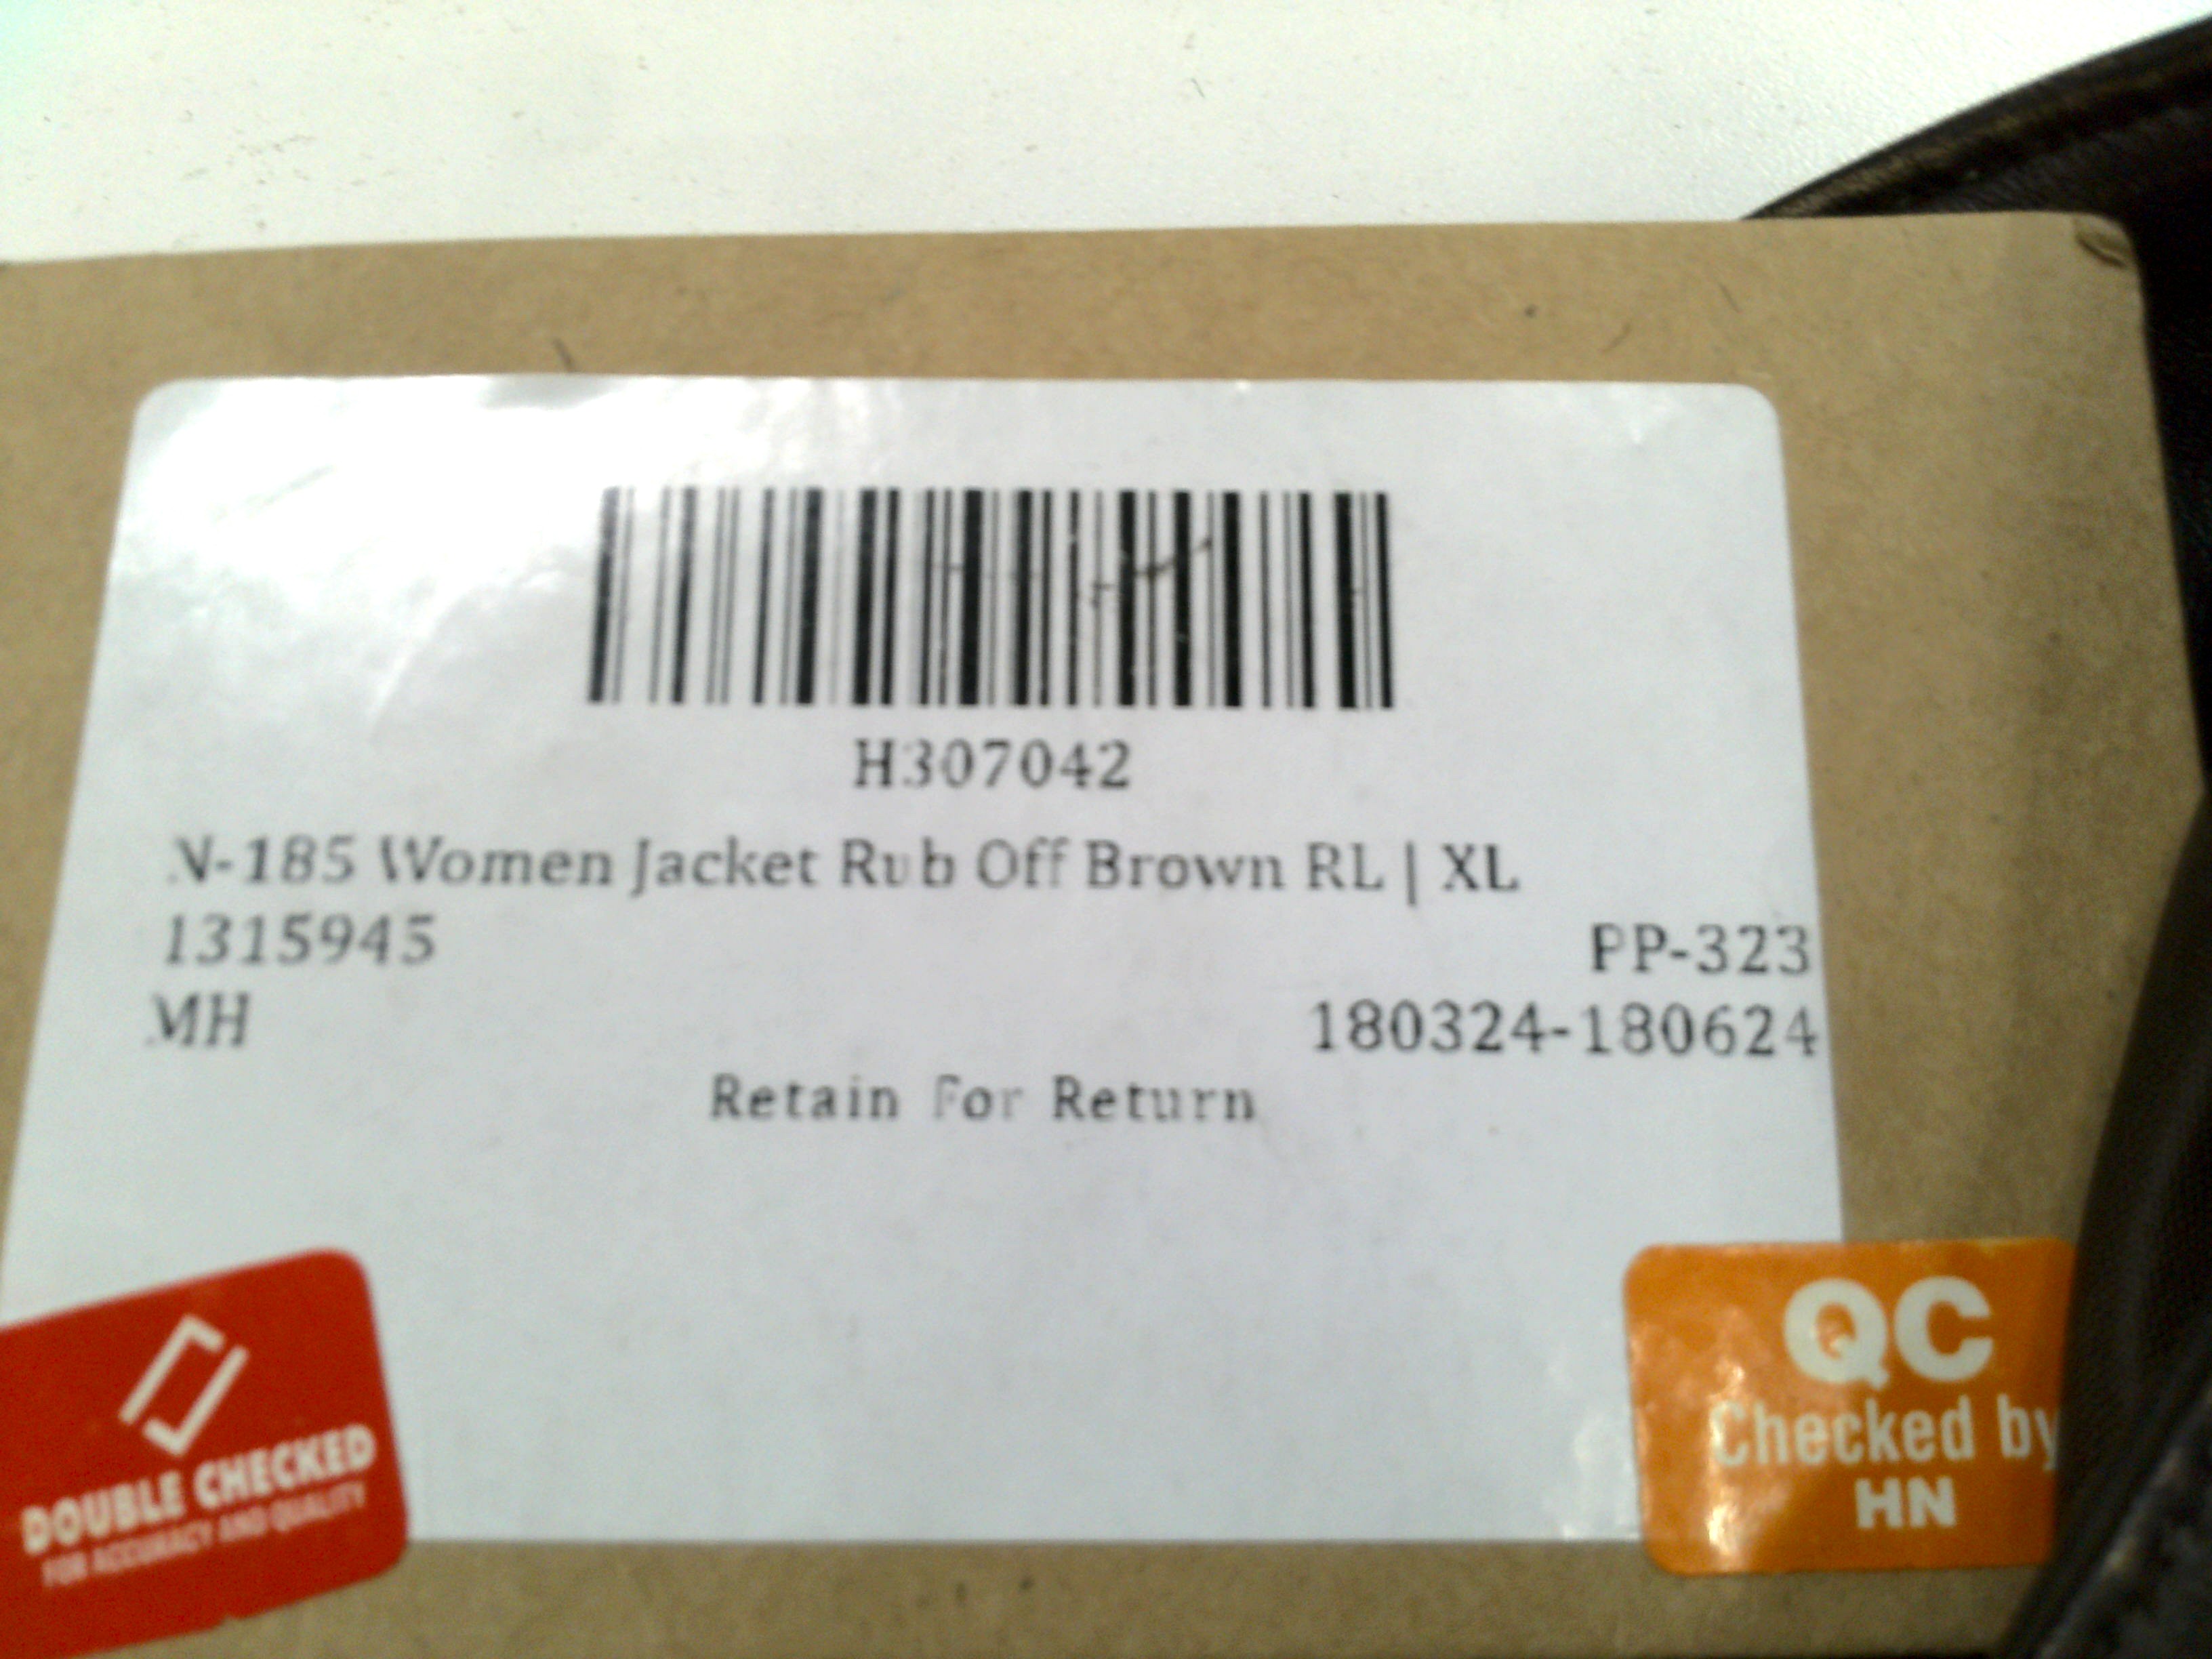 H307042
N-185 Women Jacket Rub Off Brown RL | XL
1315945 PP-323
MH 180324-180624
Retain For Return
DOUBLE CHECKED
FOR ACCURACY AND QUALITY
QC
Checked by
HN